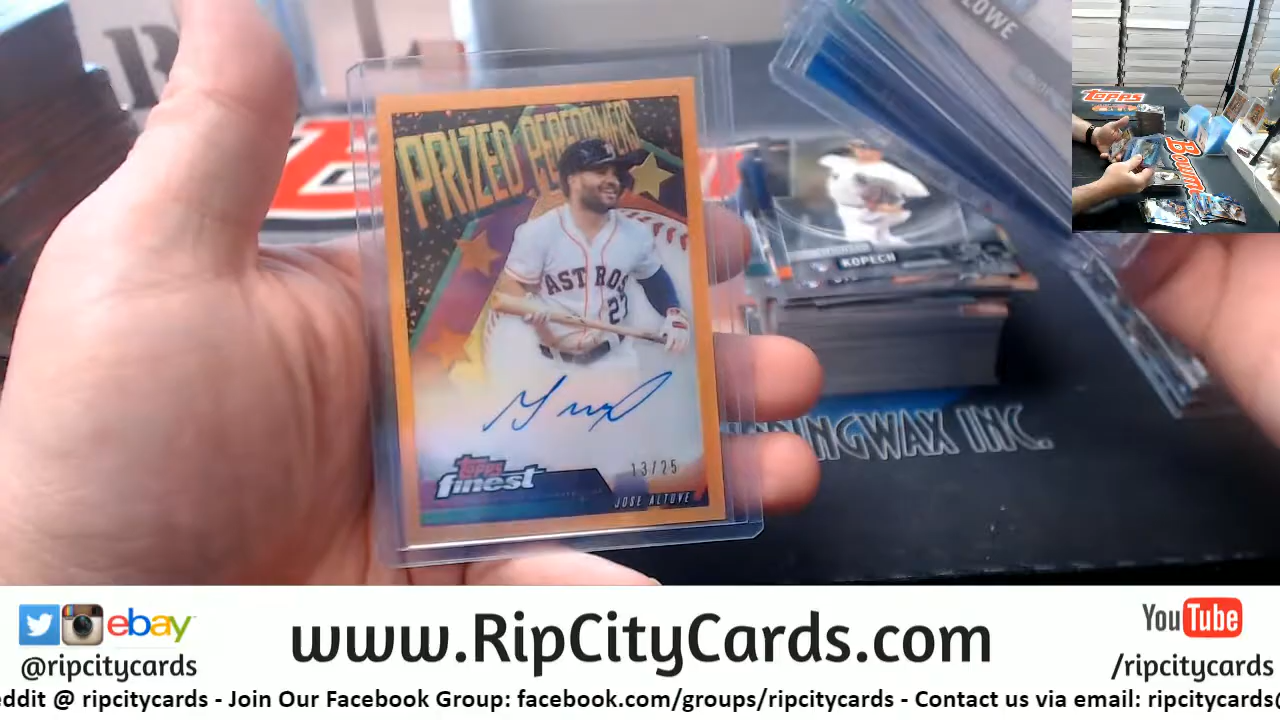 LOWE
PRIZED PERFORMERS
ASTROS
27
KOPECH
13/25
TOPPS
finest
JOSE ALTUVE
WAX INC.
TOPPS
www.RipCityCards.com
ebay
@ripcitycards
YouTube
/ripcitycards
eddit @ ripcitycards - Join Our Facebook Group: facebook.com/groups/ripcitycards - Contact us via email: ripcitycards@